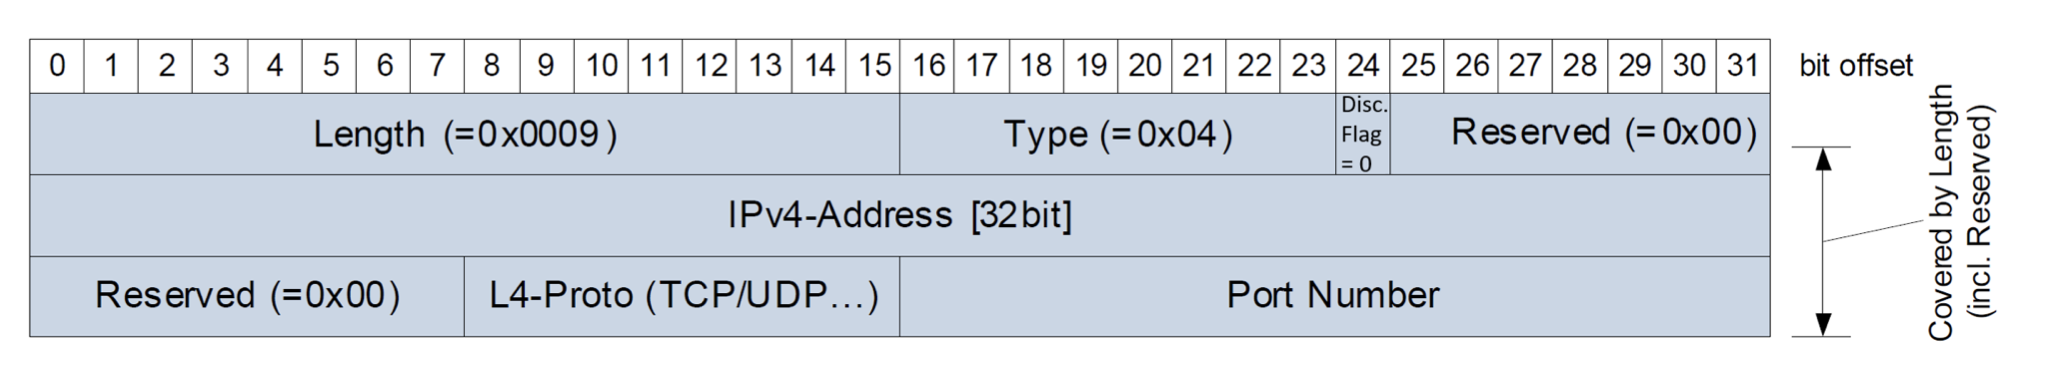 0 1 2 3 4 5 6 7 8 9 10 11 12 13 14 15 16 17 18 19 20 21 22 23 24 25 26 27 28 29 30 31 bit offset
Length (=0x0009)
Type (=0x04)
Disc.
Flag
= 0
Reserved (=0x00)
IPv4-Address [32bit]
Reserved (=0x00)
L4-Proto (TCP/UDP...)
Port Number
Covered by Length
(incl. Reserved)